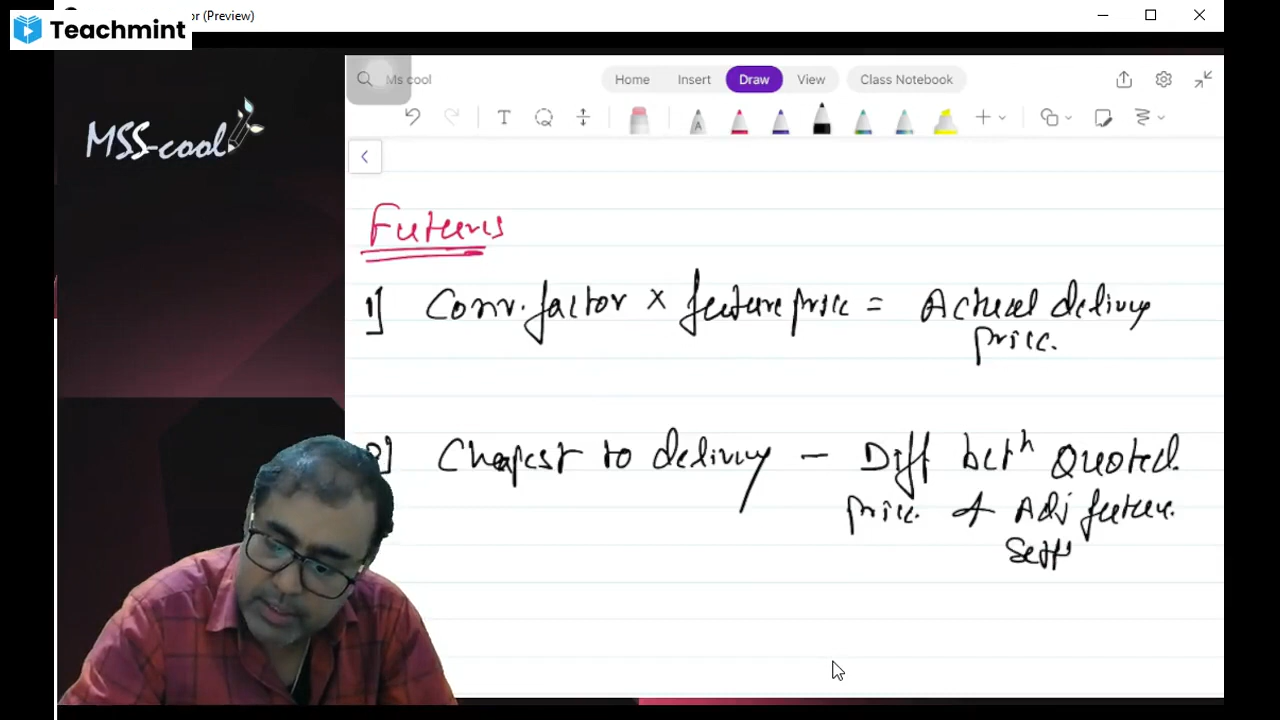 Teachmint
or (Preview)
MSS-cool
Ms cool
Home
Insert
Draw
View
Class Notebook
T
A
Futures
1] Conv. factor × future price = Actual delivery
price.
2] Cheapest to delivery – Diff betn Quoted
price & Adj future
Sett